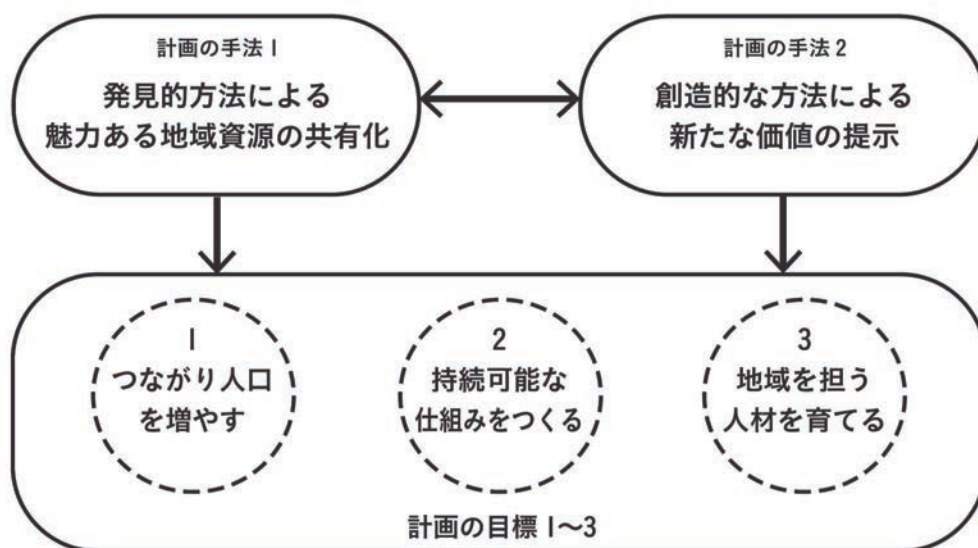 計画の手法1
発見的方法による
魅力ある地域資源の共有化
計画の手法2
創造的な方法による
新たな価値の提示
1
つながり人口
を増やす
2
持続可能な
仕組みをつくる
3
地域を担う
人材を育てる
計画の目標1〜3